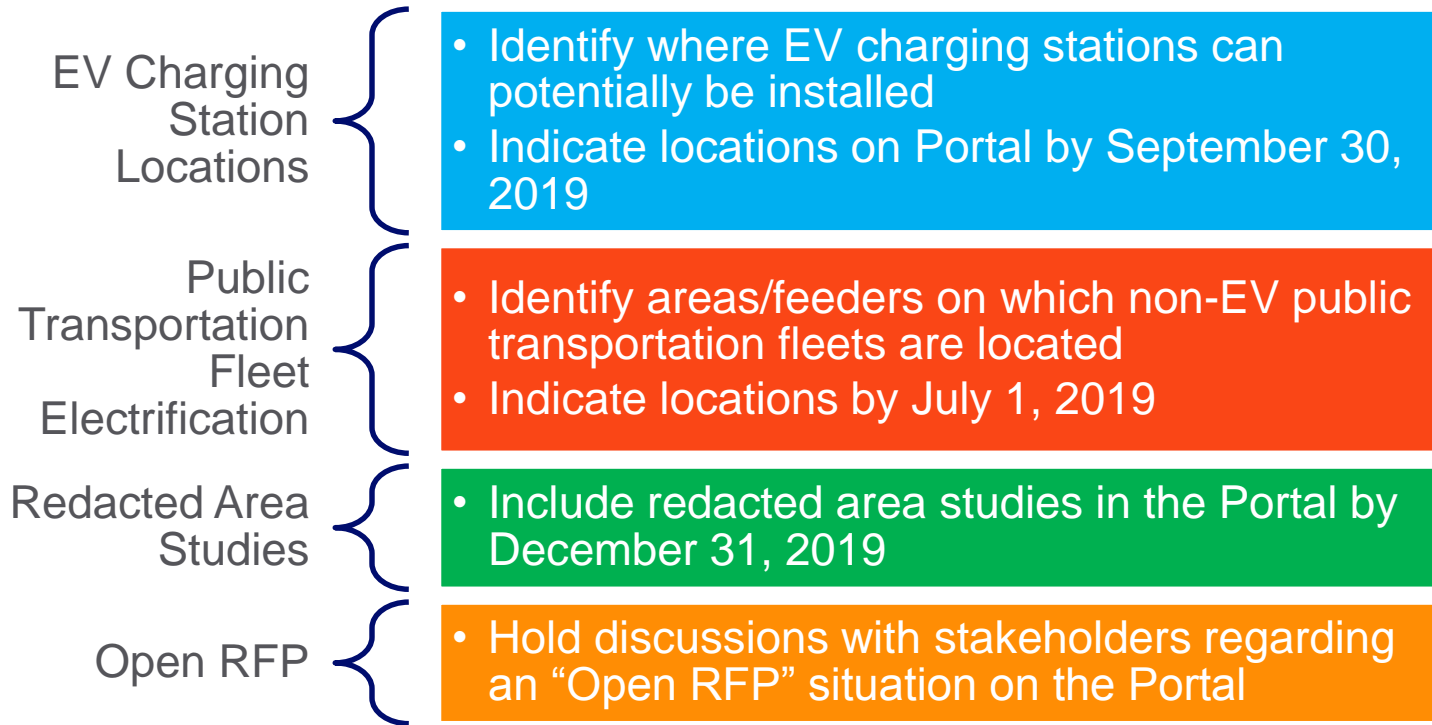 EV Charging
Station
Locations
• Identify where EV charging stations can
potentially be installed
• Indicate locations on Portal by September 30,
2019
Public
Transportation
Fleet
Electrification
• Identify areas/feeders on which non-EV public
transportation fleets are located
• Indicate locations by July 1, 2019
Redacted Area
Studies
• Include redacted area studies in the Portal by
December 31, 2019
Open RFP
• Hold discussions with stakeholders regarding
an “Open RFP” situation on the Portal